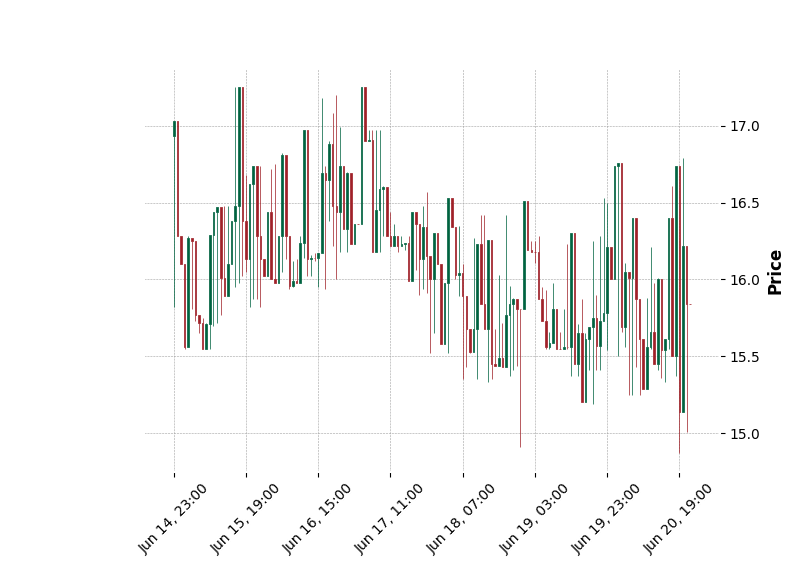 17.0
16.5
16.0
15.5
15.0
Price
Jun 14, 23:00
Jun 15, 19:00
Jun 16, 15:00
Jun 17, 11:00
Jun 18, 07:00
Jun 19, 03:00
Jun 19, 23:00
Jun 20, 19:00